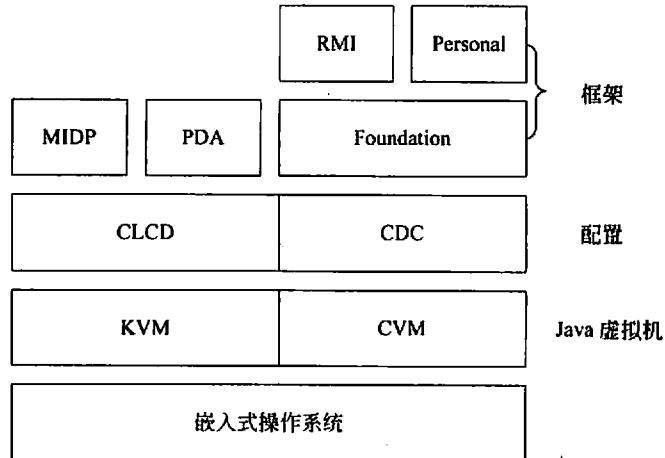 RMI Personal
框架
MIDP PDA Foundation
CLCD CDC 配置
KVM CVM Java 虚拟机
嵌入式操作系统